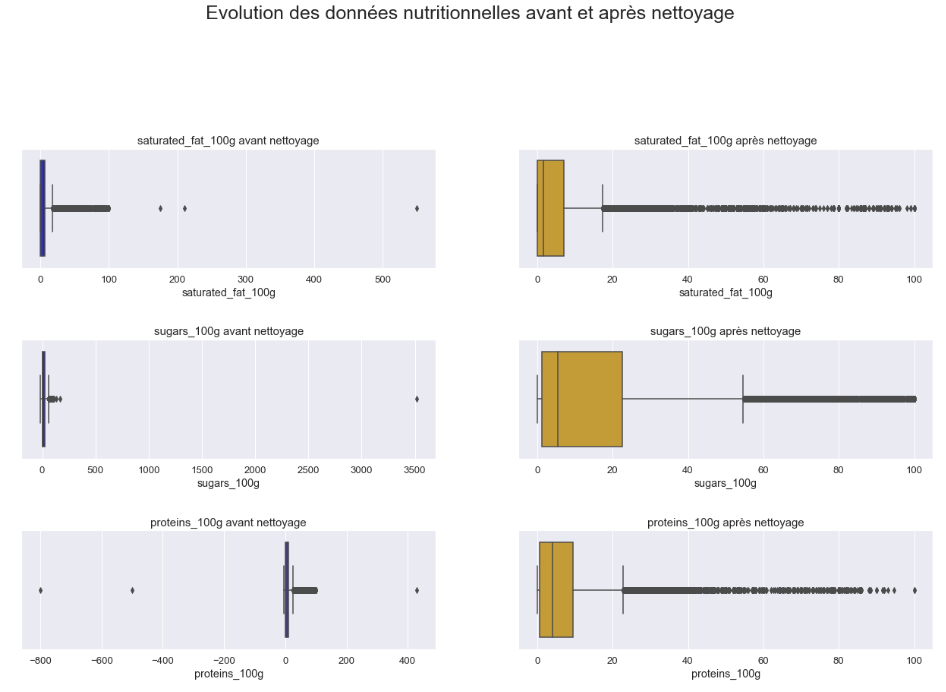 Evolution des données nutritionnelles avant et après nettoyage
saturated_fat_100g avant nettoyage
0 100 200 300 400 500
saturated_fat_100g
saturated_fat_100g après nettoyage
0 20 40 60 80 100
saturated_fat_100g
sugars_100g avant nettoyage
0 500 1000 1500 2000 2500 3000 3500
sugars_100g
sugars_100g après nettoyage
0 20 40 60 80 100
sugars_100g
proteins_100g avant nettoyage
−800 −600 −400 −200 0 200 400
proteins_100g
proteins_100g après nettoyage
0 20 40 60 80 100
proteins_100g